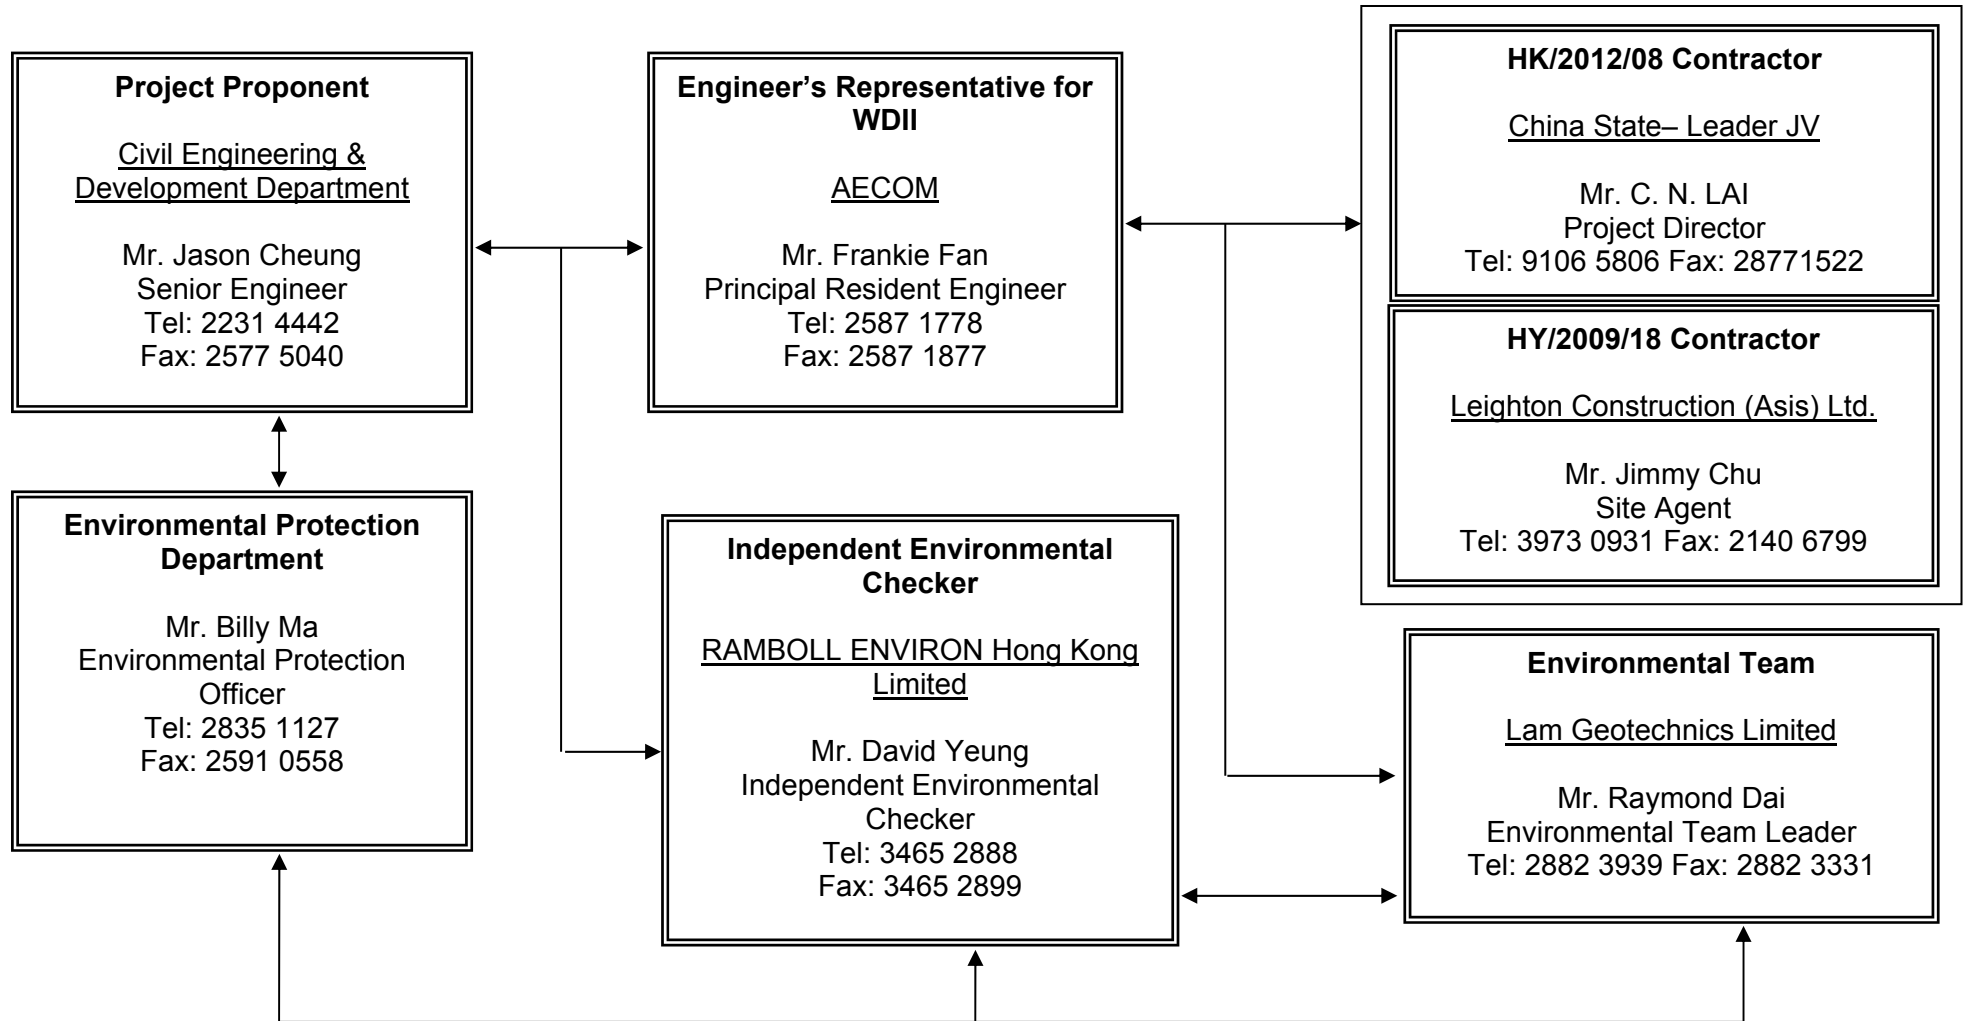 Project Proponent
Civil Engineering &
Development Department
Mr. Jason Cheung
Senior Engineer
Tel: 2231 4442
Fax: 2577 5040
Engineer’s Representative for
WDII
AECOM
Mr. Frankie Fan
Principal Resident Engineer
Tel: 2587 1778
Fax: 2587 1877
HK/2012/08 Contractor
China State– Leader JV
Mr. C. N. LAI
Project Director
Tel: 9106 5806 Fax: 28771522
HY/2009/18 Contractor
Leighton Construction (Asis) Ltd.
Mr. Jimmy Chu
Site Agent
Tel: 3973 0931 Fax: 2140 6799
Environmental Protection
Department
Mr. Billy Ma
Environmental Protection
Officer
Tel: 2835 1127
Fax: 2591 0558
Independent Environmental
Checker
RAMBOLL ENVIRON Hong Kong
Limited
Mr. David Yeung
Independent Environmental
Checker
Tel: 3465 2888
Fax: 3465 2899
Environmental Team
Lam Geotechnics Limited
Mr. Raymond Dai
Environmental Team Leader
Tel: 2882 3939 Fax: 2882 3331